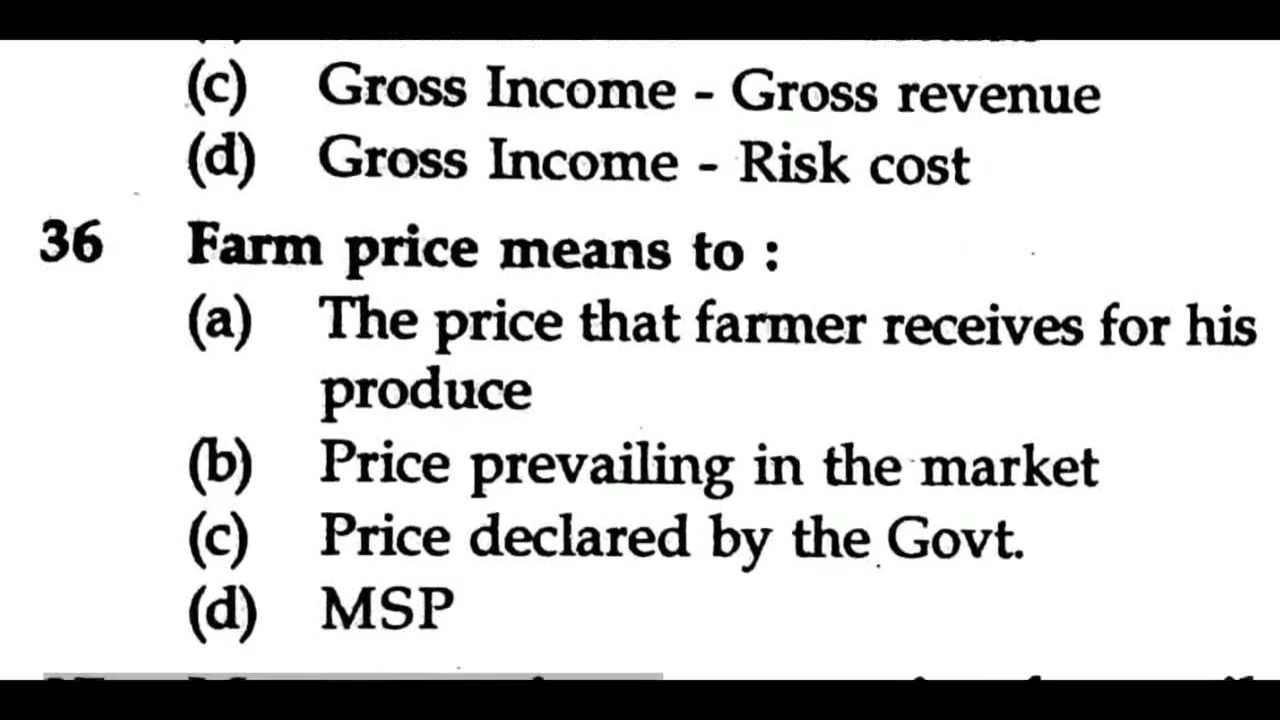 (c) Gross Income - Gross revenue
(d) Gross Income - Risk cost
36 Farm price means to :
(a) The price that farmer receives for his
produce
(b) Price prevailing in the market
(c) Price declared by the Govt.
(d) MSP